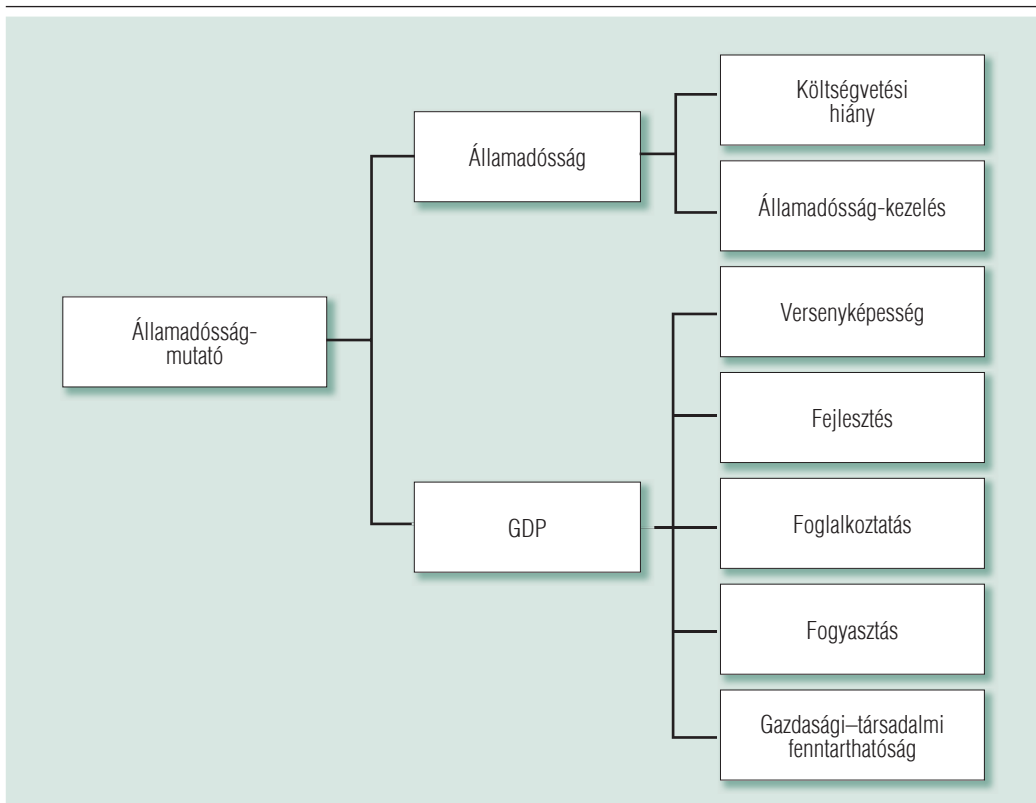 Államadósság-
mutató
Államadósság
GDP
Költségvetési
hiány
Államadósság-kezelés
Versenyképesség
Fejlesztés
Foglalkoztatás
Fogyasztás
Gazdasági–társadalmi
fenntarthatóság